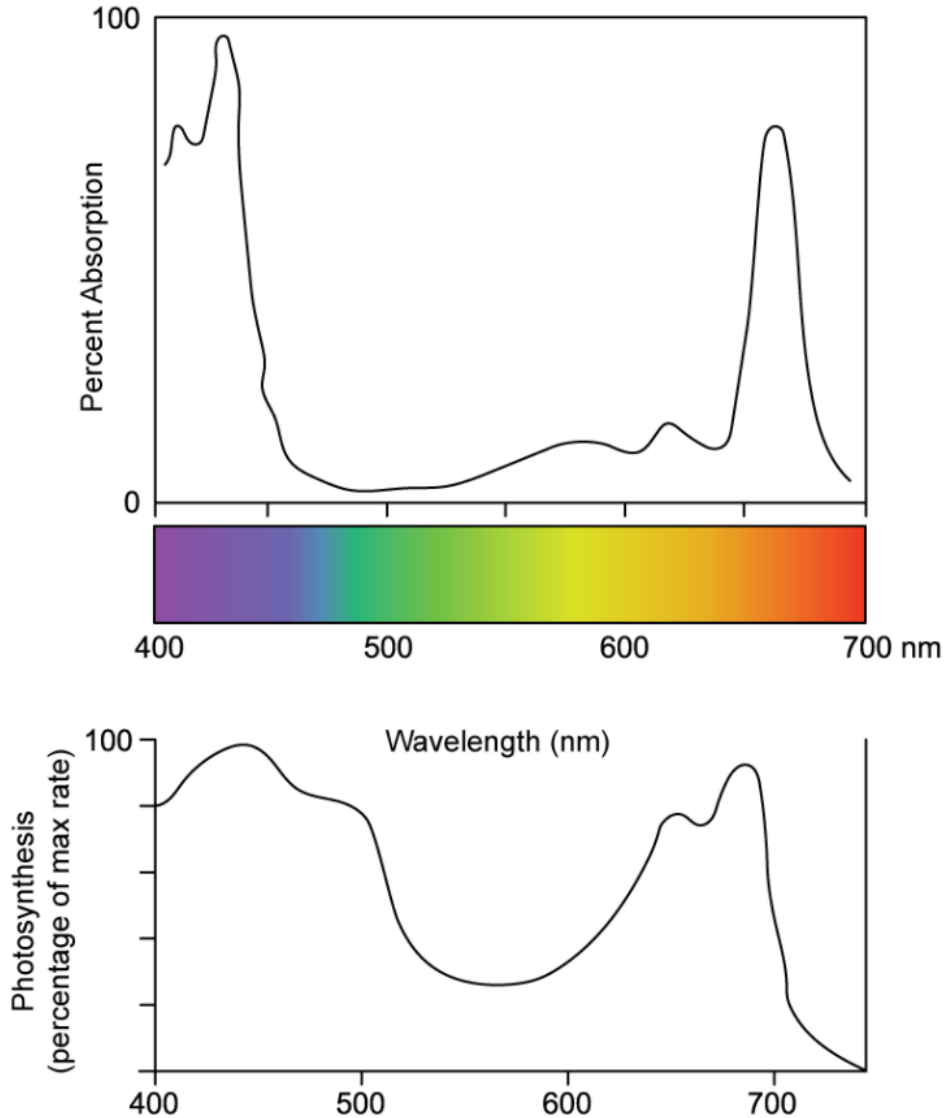 100
Percent Absorption
0
400 500 600 700 nm
Wavelength (nm)
100
Photosynthesis
(percentage of max rate)
400 500 600 700